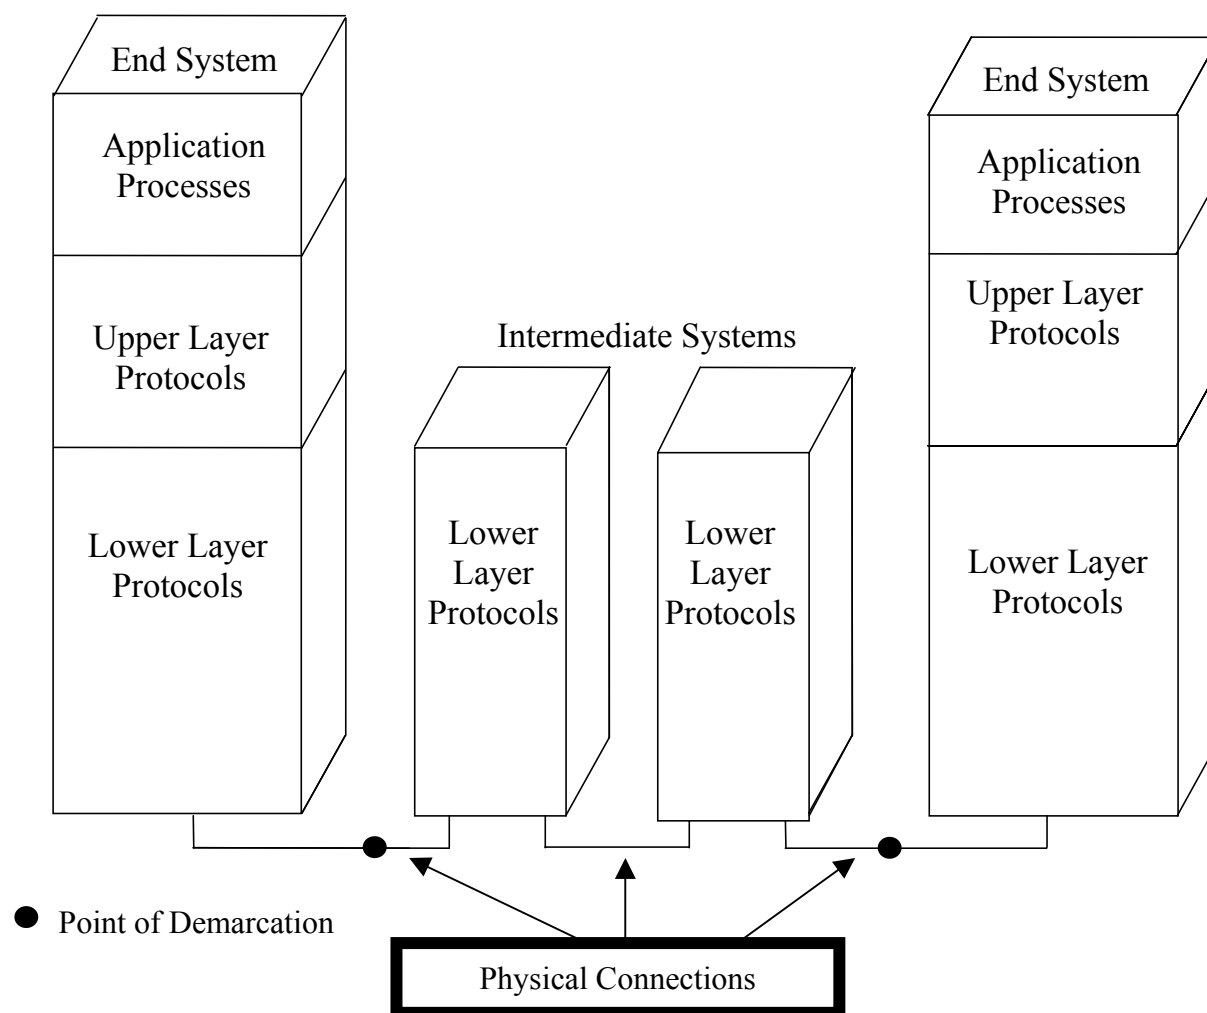 End System
Application
Processes
Upper Layer
Protocols
Lower Layer
Protocols
Intermediate Systems
Lower
Layer
Protocols
Lower
Layer
Protocols
End System
Application
Processes
Upper Layer
Protocols
Lower Layer
Protocols
Point of Demarcation
Physical Connections